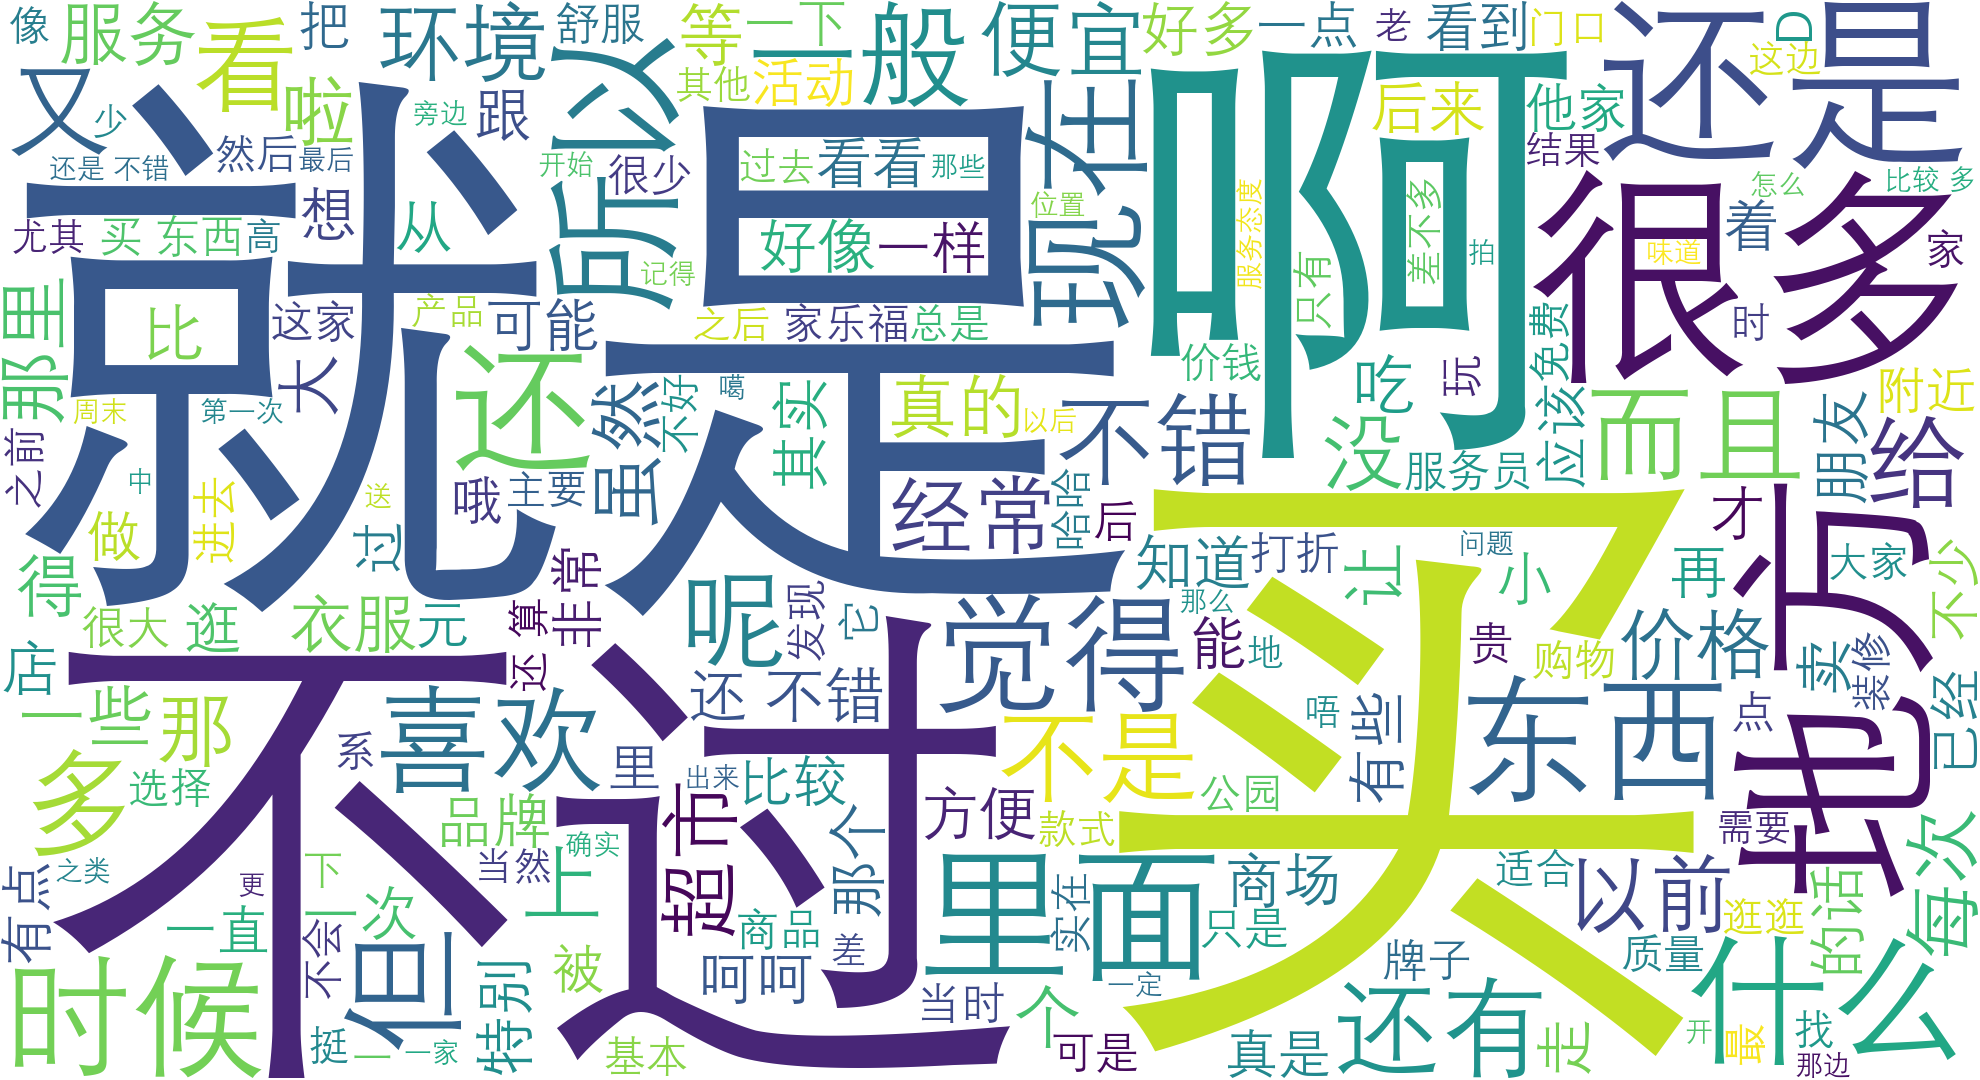 像
服务
看
把
环境
舒服
所以
等
一下
一般
便宜
好多
一点
老
看到
门口
D
还是
这边
又
少
啦
旁边
跟
其他
活动
现在
啊
后来
他家
还是 不错
然后
最后
就是
开始
很少
过去
看看
那些
位置
服务态度
差不多
拍
结果
很多
怎么
比较 多
尤其
买 东西
高
想
从
记得
好像
一样
只有
着
味道
家
那里
比
这家
产品
可能
之后
家乐福
总是
价钱
玩
免费
时
大
还
虽然
不好
噶
其实
真的
以后
不错
吃
没
应该
而且
附近
朋友
给
周末
第一次
之前
中
进去
送
哦
主要
经常
哈哈
后
服务员
才
地方
做
过
知道
打折
让
问题
小
再
大家
不少
得
很大
逛
衣服
元
还 算
非常
发现
它
呢
觉得
那么
能
地
贵
购物
价格
卖
装修
已经
店
一些
那
喜欢
不过
还 不错
买
唔
有些
东西
点
多
选择
系
里
出来
比较
不是
公园
品牌
超市
那个
方便
款式
商场
适合
以前
需要
每次
有点
之类
更
下
一次
当然
确实
上
商品
差
里面
实在
只是
逛逛
的话
一直
不会
但
特别
被
呵呵
当时
一定
牌子
质量
什么
时候
挺
一
一家
基本
个
可是
真是
还有
走
开
最
找
那边